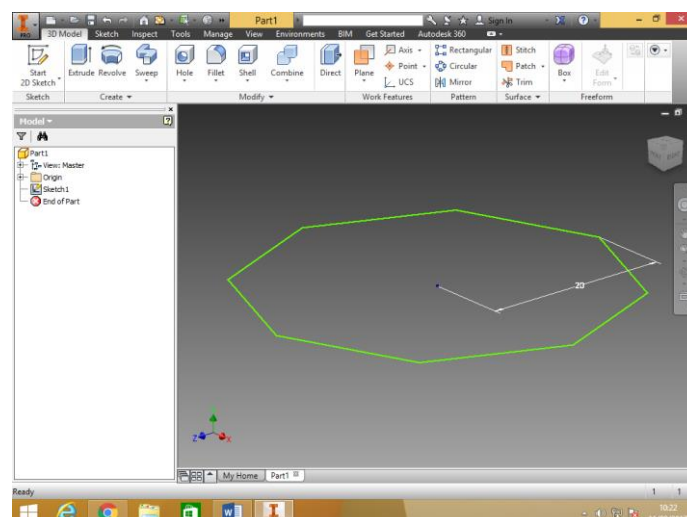 PRO
Part1
Sign In
3D Model Sketch Inspect Tools Manage View Environments BIM Get Started Autodesk 360
Start
2D Sketch
Extrude Revolve Sweep
Hole Fillet Shell Combine
Direct
Plane
Axis
Point
UCS
Rectangular
Circular
Mirror
Stitch
Patch
Trim
Box
Edit
Form
Sketch Create Modify Work Features Pattern Surface Freeform
Model
Part1
View: Master
Origin
Sketch1
End of Part
20
Z
X
My Home Part1
Ready 1 1
10:22